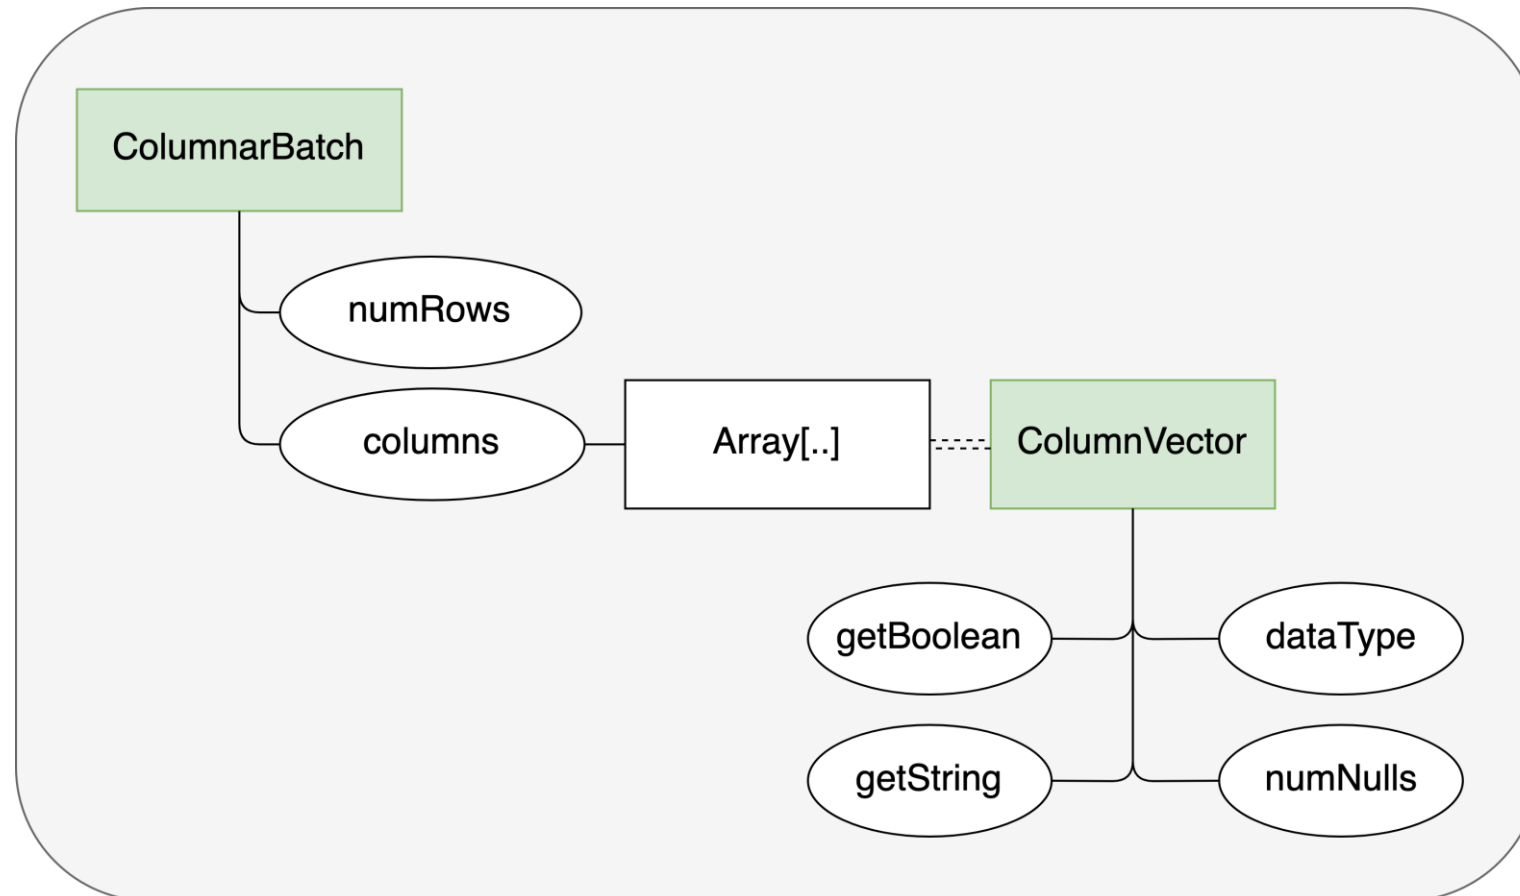 ColumnarBatch
numRows
columns
Array[..]
ColumnVector
getBoolean
dataType
getString
numNulls